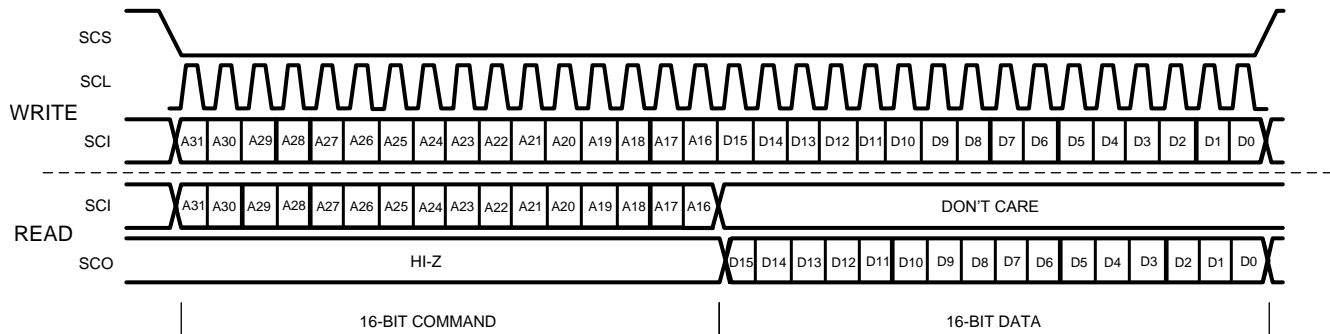 SCS
SCL
WRITE
SCI A31 A30 A29 A28 A27 A26 A25 A24 A23 A22 A21 A20 A19 A18 A17 A16 D15 D14 D13 D12 D11 D10 D9 D8 D7 D6 D5 D4 D3 D2 D1 D0
SCI A31 A30 A29 A28 A27 A26 A25 A24 A23 A22 A21 A20 A19 A18 A17 A16 DON'T CARE
READ
SCO HI-Z D15 D14 D13 D12 D11 D10 D9 D8 D7 D6 D5 D4 D3 D2 D1 D0
16-BIT COMMAND 16-BIT DATA